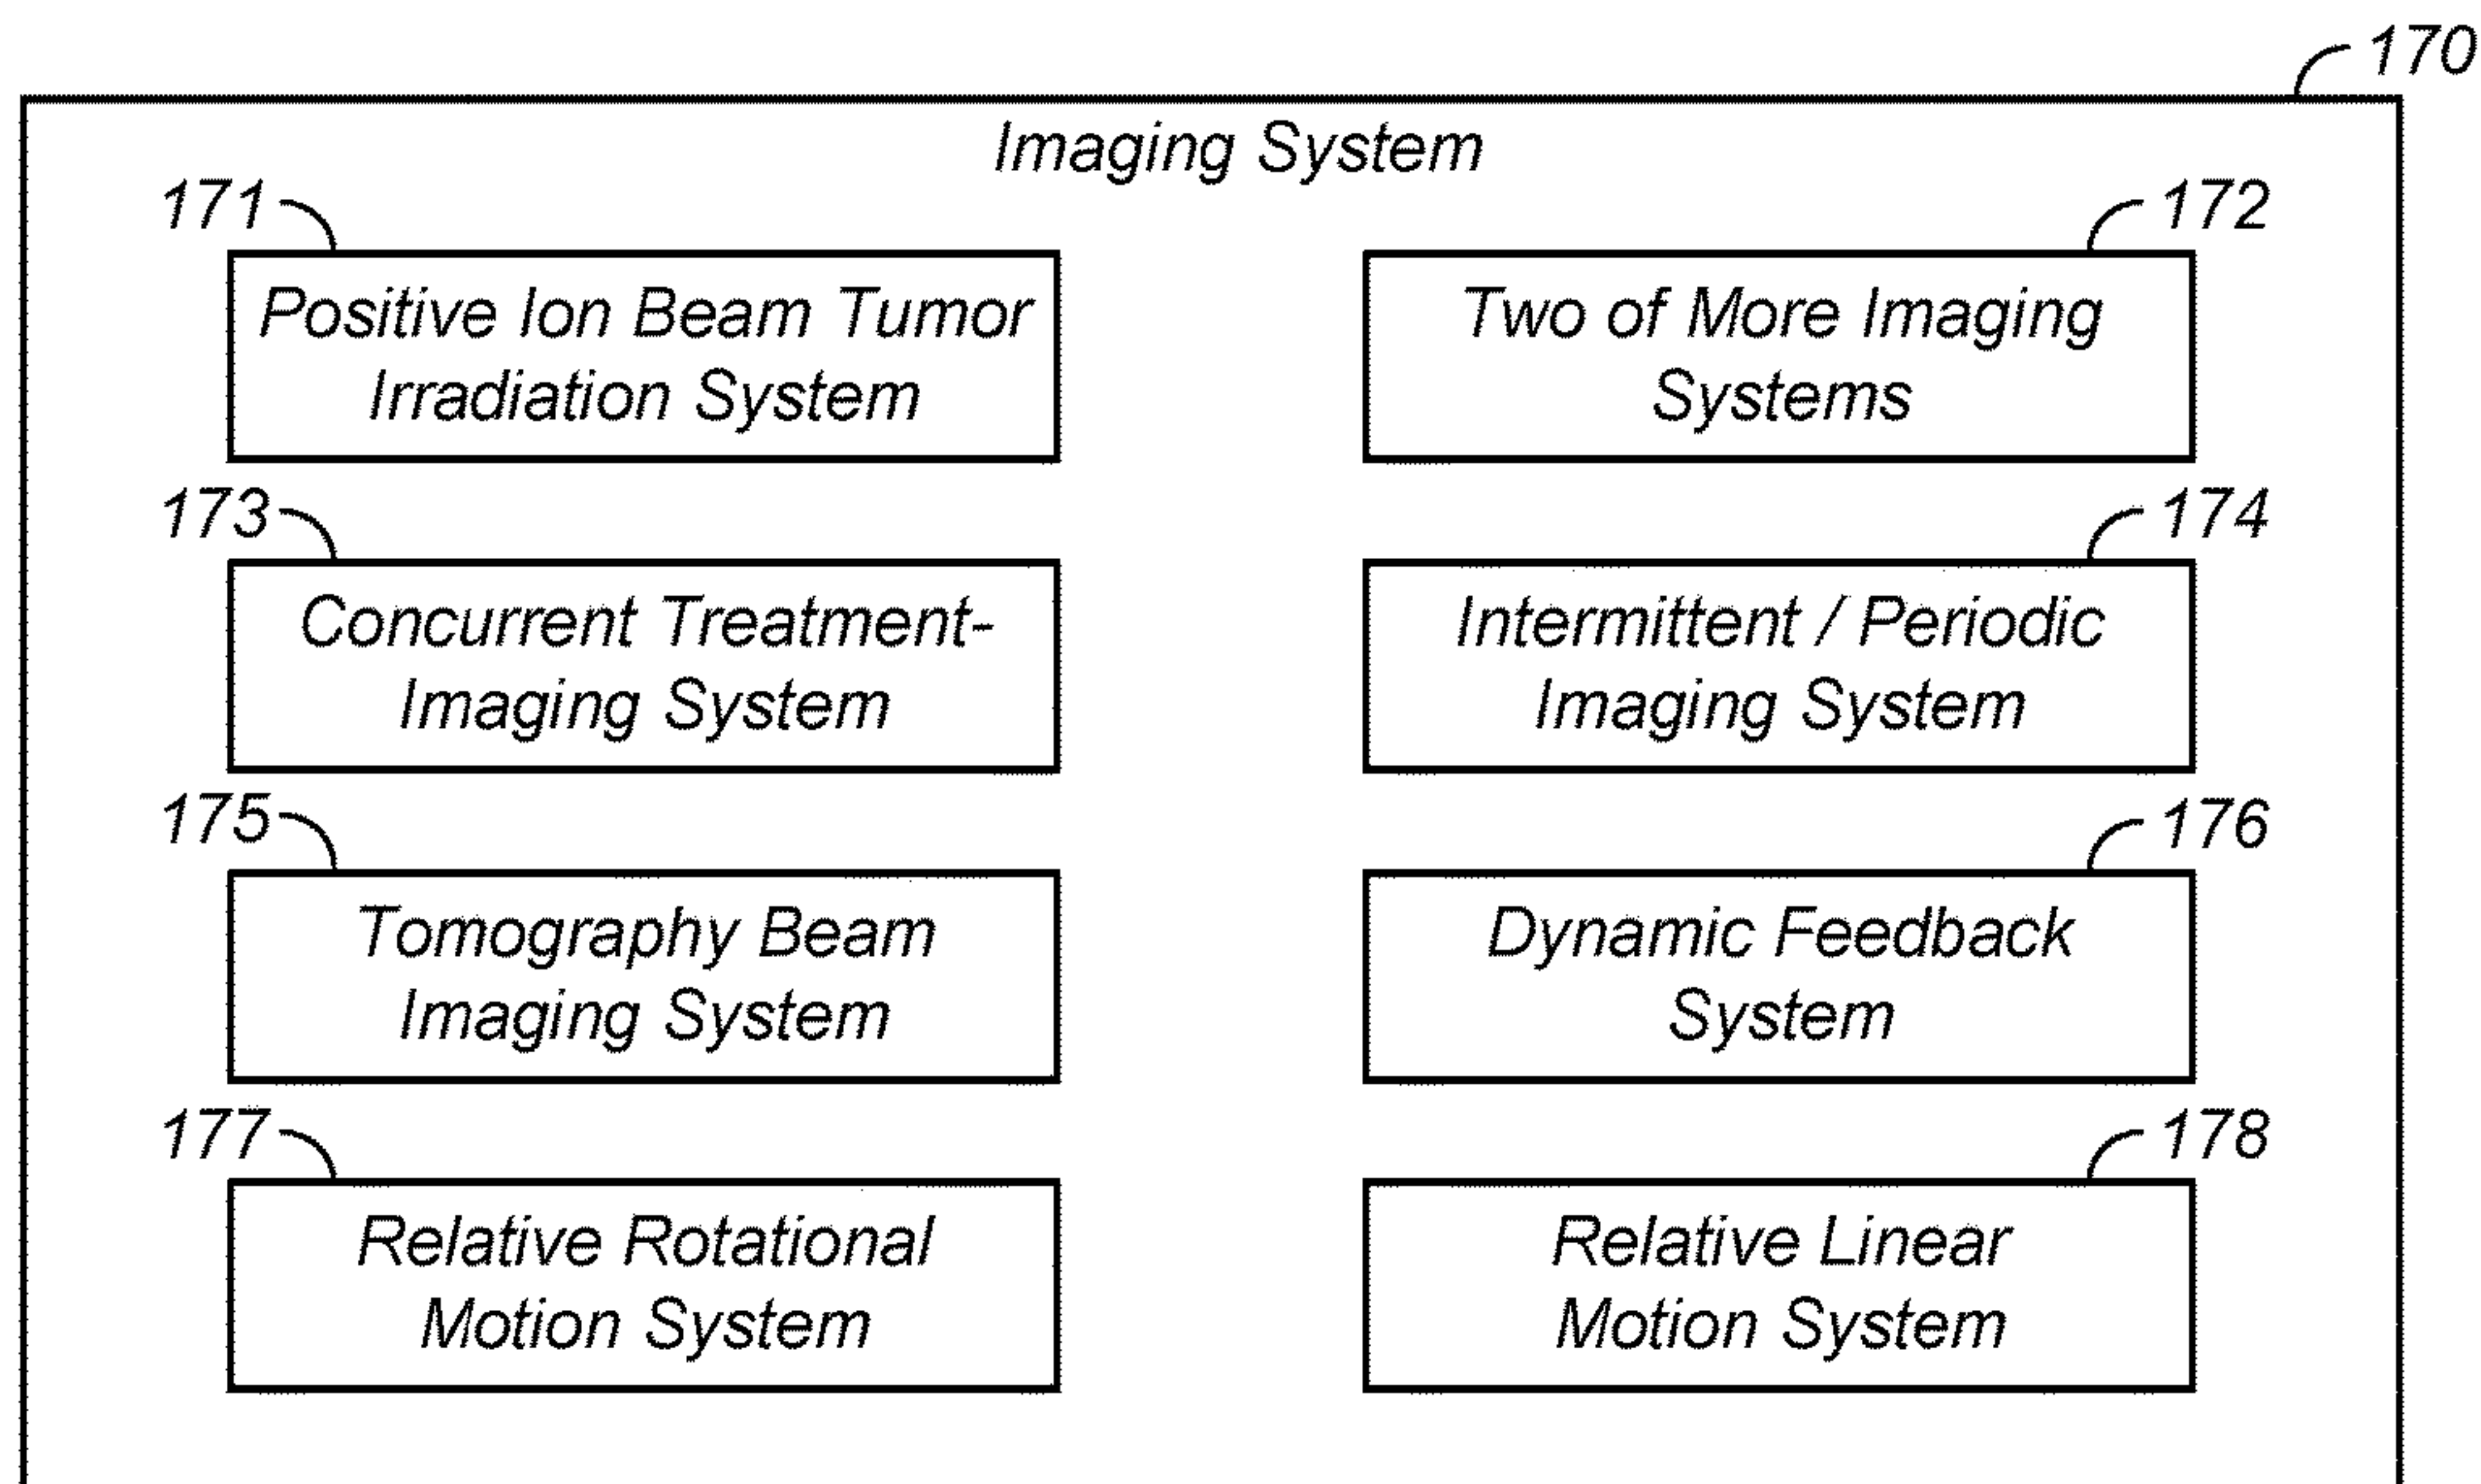 170
Imaging System
171
Positive Ion Beam Tumor
Irradiation System
172
Two of More Imaging
Systems
173
Concurrent Treatment-
Imaging System
174
Intermittent / Periodic
Imaging System
175
Tomography Beam
Imaging System
176
Dynamic Feedback
System
177
Relative Rotational
Motion System
178
Relative Linear
Motion System